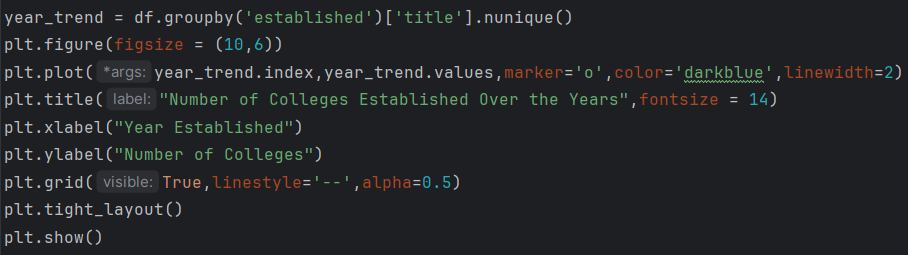 year_trend = df.groupby('established')['title'].nunique()
plt.figure(figsize = (10,6))
plt.plot( *args: year_trend.index,year_trend.values,marker='o',color='darkblue',linewidth=2)
plt.title( label: "Number of Colleges Established Over the Years",fontsize = 14)
plt.xlabel("Year Established")
plt.ylabel("Number of Colleges")
plt.grid( visible: True,linestyle='--',alpha=0.5)
plt.tight_layout()
plt.show()